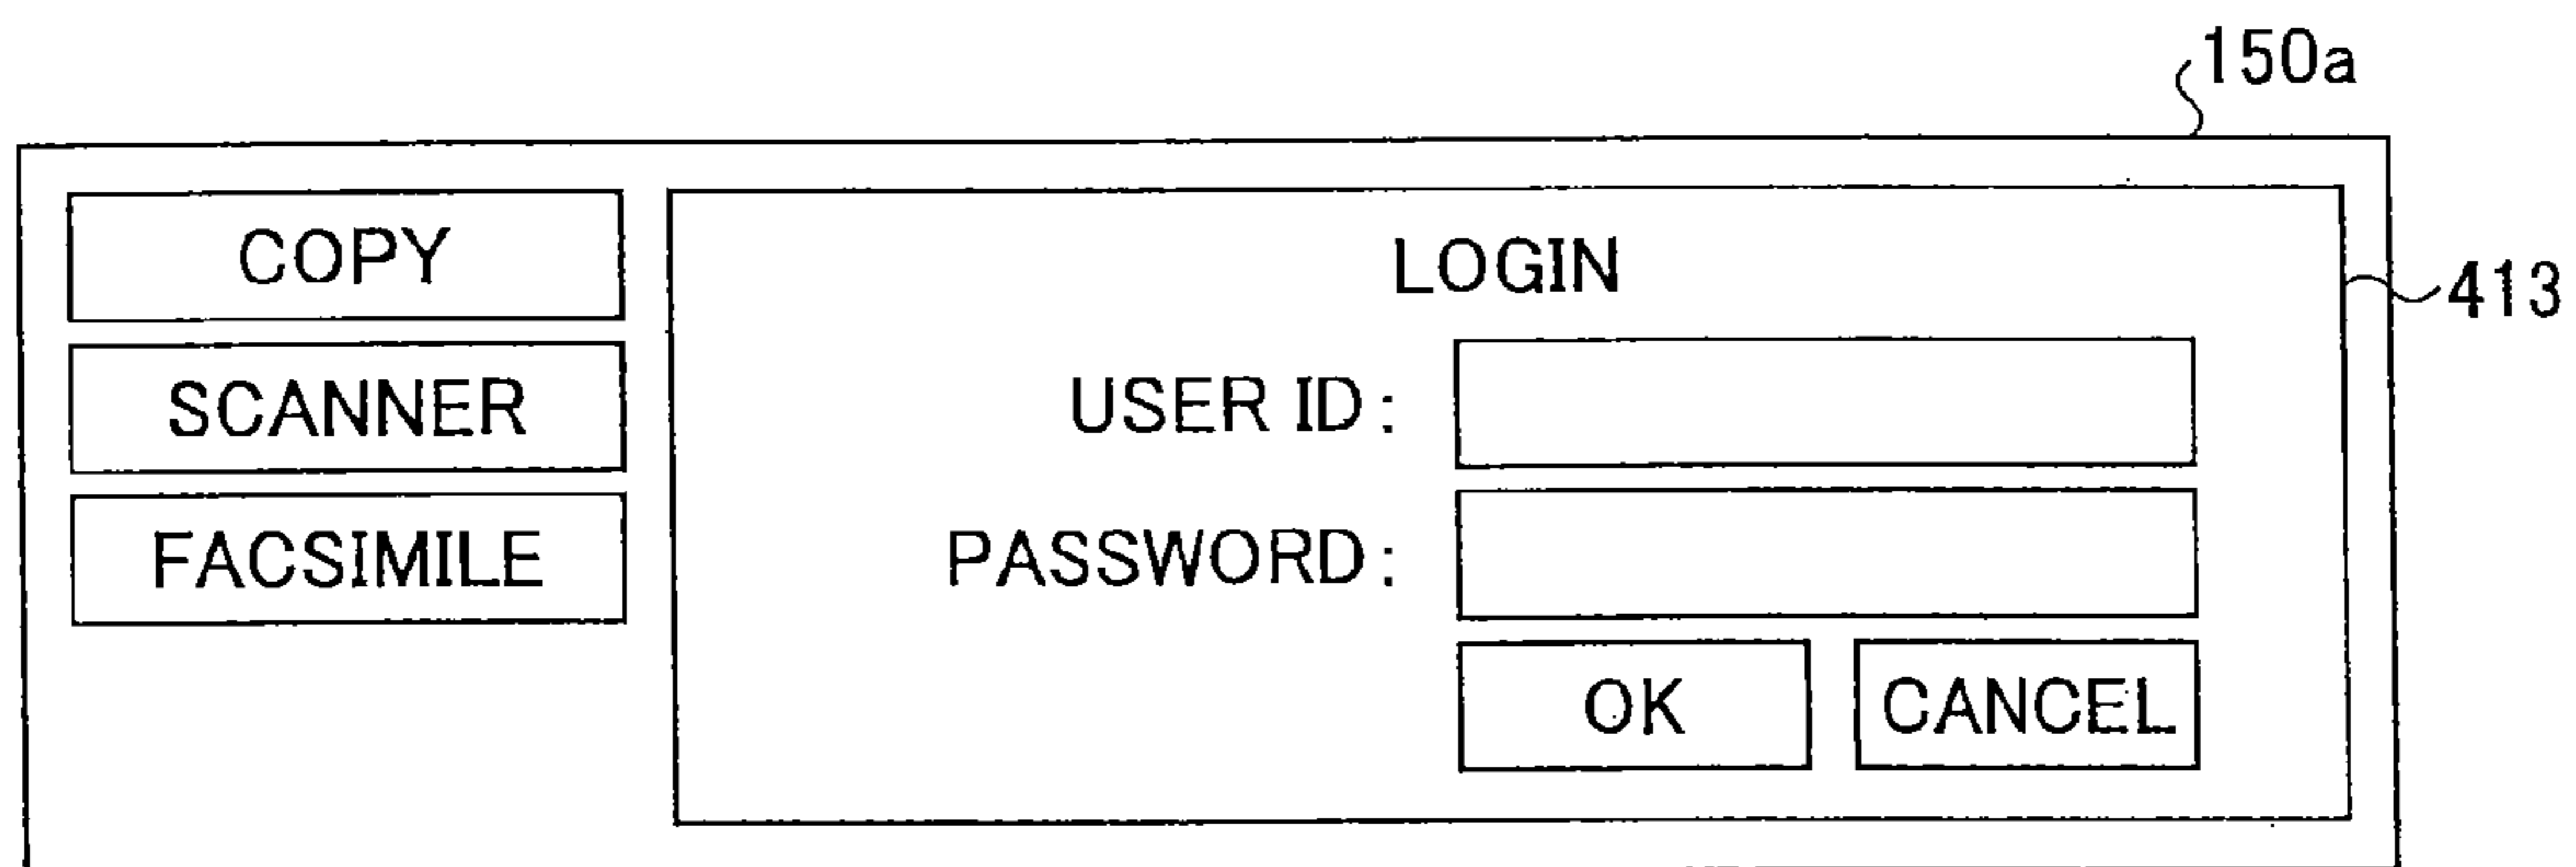 150a
COPY
SCANNER
FACSIMILE
LOGIN
413
USER ID:
PASSWORD:
OK
CANCEL